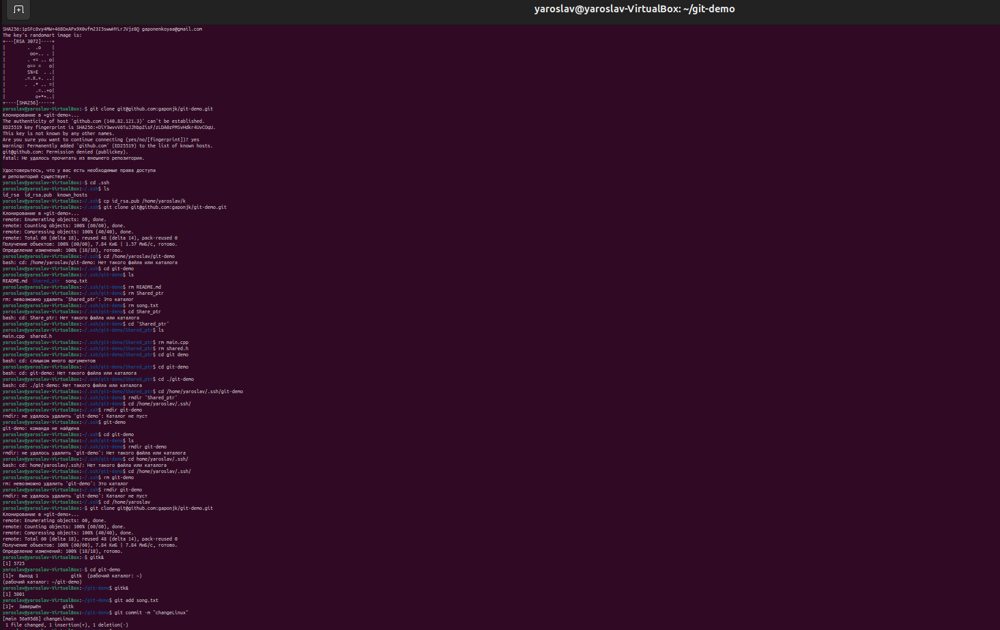 yaroslav@yaroslav-VirtualBox: ~/git-demo
SHA256:1pSFc8vy4MW+468OxAPx9X0vfm23I5swwHYLrJVjz8Q gaponenkoyaa@gmail.com
The key's randomart image is:
+---[RSA 3072]----+
|        .  .o    |
|         oo+.. . |
|        . += .. o|
|        o== =   o|
|        S%=E  . .|
|       .=.X.+. ..|
|       .  .* .. =|
|           .=..+o|
|           o+*+..|
+----[SHA256]-----+
yaroslav@yaroslav-VirtualBox:~$ git clone git@github.com:gaponjk/git-demo.git
Клонирование в «git-demo»...
The authenticity of host 'github.com (140.82.121.3)' can't be established.
ED25519 key fingerprint is SHA256:+DiY3wvvV6TuJJhbpZisF/zLDA0zPMSvHdkr4UvCOqU.
This key is not known by any other names.
Are you sure you want to continue connecting (yes/no/[fingerprint])? yes
Warning: Permanently added 'github.com' (ED25519) to the list of known hosts.
git@github.com: Permission denied (publickey).
fatal: Не удалось прочитать из внешнего репозитория.
Удостоверьтесь, что у вас есть необходимые права доступа
и репозиторий существует.
yaroslav@yaroslav-VirtualBox:~$ cd .ssh
yaroslav@yaroslav-VirtualBox:~/.ssh$ ls
id_rsa  id_rsa.pub  known_hosts
yaroslav@yaroslav-VirtualBox:~/.ssh$ cp id_rsa.pub /home/yaroslav/k
yaroslav@yaroslav-VirtualBox:~/.ssh$ git clone git@github.com:gaponjk/git-demo.git
Клонирование в «git-demo»...
remote: Enumerating objects: 60, done.
remote: Counting objects: 100% (60/60), done.
remote: Compressing objects: 100% (40/40), done.
remote: Total 60 (delta 18), reused 48 (delta 14), pack-reused 0
Получение объектов: 100% (60/60), 7.84 КиБ | 1.57 МиБ/с, готово.
Определение изменений: 100% (18/18), готово.
yaroslav@yaroslav-VirtualBox:~/.ssh$ cd /home/yaroslav/git-demo
bash: cd: /home/yaroslav/git-demo: Нет такого файла или каталога
yaroslav@yaroslav-VirtualBox:~/.ssh$ cd git-demo
yaroslav@yaroslav-VirtualBox:~/.ssh/git-demo$ ls
README.md  Shared_ptr  song.txt
yaroslav@yaroslav-VirtualBox:~/.ssh/git-demo$ rm README.md
yaroslav@yaroslav-VirtualBox:~/.ssh/git-demo$ rm Shared_ptr
rm: невозможно удалить 'Shared_ptr': Это каталог
yaroslav@yaroslav-VirtualBox:~/.ssh/git-demo$ rm song.txt
yaroslav@yaroslav-VirtualBox:~/.ssh/git-demo$ cd Share_ptr
bash: cd: Share_ptr: Нет такого файла или каталога
yaroslav@yaroslav-VirtualBox:~/.ssh/git-demo$ cd 'Shared_ptr'
yaroslav@yaroslav-VirtualBox:~/.ssh/git-demo/Shared_ptr$ ls
main.cpp  shared.h
yaroslav@yaroslav-VirtualBox:~/.ssh/git-demo/Shared_ptr$ rm main.cpp
yaroslav@yaroslav-VirtualBox:~/.ssh/git-demo/Shared_ptr$ rm shared.h
yaroslav@yaroslav-VirtualBox:~/.ssh/git-demo/Shared_ptr$ cd git demo
bash: cd: слишком много аргументов
yaroslav@yaroslav-VirtualBox:~/.ssh/git-demo/Shared_ptr$ cd git-demo
bash: cd: git-demo: Нет такого файла или каталога
yaroslav@yaroslav-VirtualBox:~/.ssh/git-demo/Shared_ptr$ cd ./git-demo
bash: cd: ./git-demo: Нет такого файла или каталога
yaroslav@yaroslav-VirtualBox:~/.ssh/git-demo/Shared_ptr$ cd /home/yaroslav/.ssh/git-demo
yaroslav@yaroslav-VirtualBox:~/.ssh/git-demo$ rmdir 'Shared_ptr'
yaroslav@yaroslav-VirtualBox:~/.ssh/git-demo$ cd /home/yaroslav/.ssh/
yaroslav@yaroslav-VirtualBox:~/.ssh$ rmdir git-demo
rmdir: не удалось удалить 'git-demo': Каталог не пуст
yaroslav@yaroslav-VirtualBox:~/.ssh$ git-demo
git-demo: команда не найдена
yaroslav@yaroslav-VirtualBox:~/.ssh$ cd git-demo
yaroslav@yaroslav-VirtualBox:~/.ssh/git-demo$ ls
yaroslav@yaroslav-VirtualBox:~/.ssh/git-demo$ rmdir git-demo
rmdir: не удалось удалить 'git-demo': Нет такого файла или каталога
yaroslav@yaroslav-VirtualBox:~/.ssh/git-demo$ cd home/yaroslav/.ssh/
bash: cd: home/yaroslav/.ssh/: Нет такого файла или каталога
yaroslav@yaroslav-VirtualBox:~/.ssh/git-demo$ cd /home/yaroslav/.ssh/
yaroslav@yaroslav-VirtualBox:~/.ssh$ rm git-demo
rm: невозможно удалить 'git-demo': Это каталог
yaroslav@yaroslav-VirtualBox:~/.ssh$ rmdir git-demo
rmdir: не удалось удалить 'git-demo': Каталог не пуст
yaroslav@yaroslav-VirtualBox:~/.ssh$ cd /home/yaroslav
yaroslav@yaroslav-VirtualBox:~$ git clone git@github.com:gaponjk/git-demo.git
Клонирование в «git-demo»...
remote: Enumerating objects: 60, done.
remote: Counting objects: 100% (60/60), done.
remote: Compressing objects: 100% (40/40), done.
remote: Total 60 (delta 18), reused 48 (delta 14), pack-reused 0
Получение объектов: 100% (60/60), 7.84 КиБ | 7.84 МиБ/с, готово.
Определение изменений: 100% (18/18), готово.
yaroslav@yaroslav-VirtualBox:~$ gitk&
[1] 5725
yaroslav@yaroslav-VirtualBox:~$ cd git-demo
[1]+  Выход 1            gitk  (рабочий каталог: ~)
(рабочий каталог: ~/git-demo)
yaroslav@yaroslav-VirtualBox:~/git-demo$ gitk&
[1] 5801
yaroslav@yaroslav-VirtualBox:~/git-demo$ git add song.txt
[1]+  Завершён        gitk
yaroslav@yaroslav-VirtualBox:~/git-demo$ git commit -m "changeLinux"
[main 56a95d8] changeLinux
 1 file changed, 1 insertion(+), 1 deletion(-)